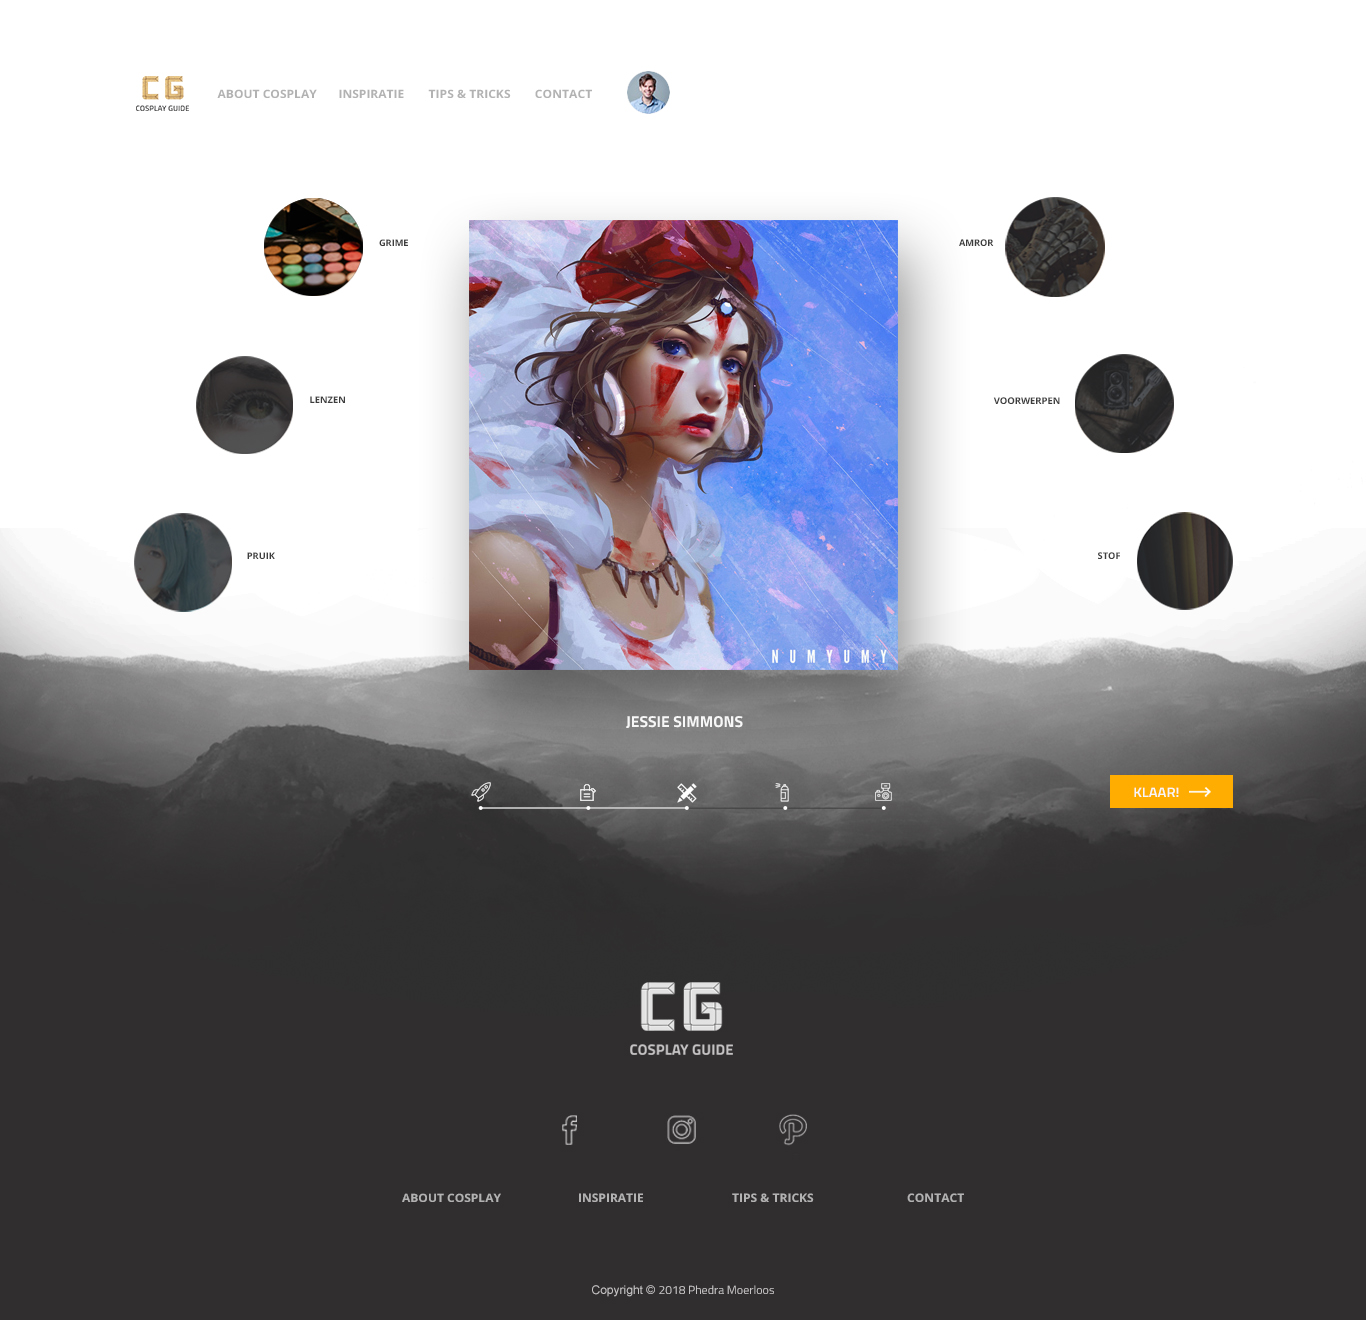 CG
COSPLAY GUIDE
ABOUT COSPLAY
INSPIRATIE
TIPS & TRICKS
CONTACT
GRIME
AMROR
LENZEN
VOORWERPEN
PRUIK
STOF
NUMYUMY
JESSIE SIMMONS
KLAAR!
CG
COSPLAY GUIDE
ABOUT COSPLAY
INSPIRATIE
TIPS & TRICKS
CONTACT
Copyright © 2018 Phedra Moerloos